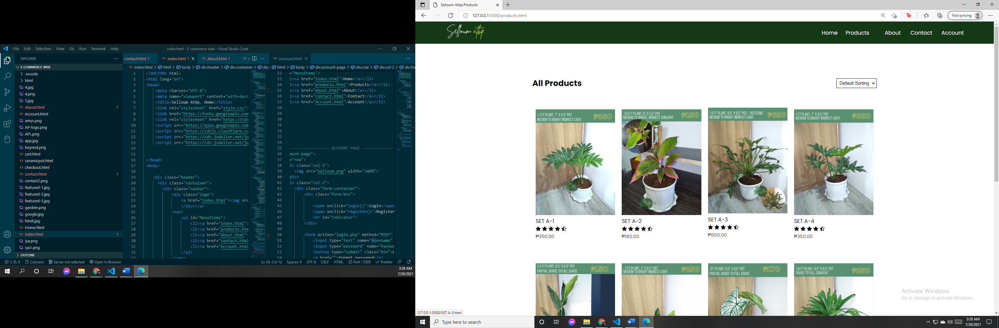 File Edit Selection View Go Run Terminal Help
index.html - E commerce web - Visual Studio Code
EXPLORER
E COMMERCE WEB
.vscode
html
4.jpg
4.png
5.jpg
About.html 1
Account.html
amys.png
AP-logo.png
APL.png
app.jpg
beyond.png
cart.html
ceramicpot.html
checkout.html
contact.html 1
contact2.png
featured-1.jpg
featured-2.jpg
featured-3.jpg
gardein.png
google.jpg
hindi.jpg
Home.html
index.html 1
iya.png
iya1.png
OUTLINE
contact.html 1
index.html 1
About.html 1
index.html > html > body > div.header > div.container > div.
1 <!DOCTYPE html>
2 <html lang="en">
3 <head>
4 <meta charset="UTF-8">
5 <meta name="viewport" content="with=devi
6 <title>Selloum Atbp. Home</title>
7 <link rel="stylesheet" href="style.css">
8 <link href="https://fonts.googleapis.com
9 <link rel="stylesheet" href="https://cdn
10 <script src="https://ajax.googleapis.com
11 <script src="https://cdnjs.cloudflare.co
12 <script src="https://cdn.jsdelivr.net/jq
13 <script src="https://cdn.jsdelivr.net/jq
14
15
16 </head>
17 <body>
18
19 <div class="header">
20 <div class="container">
21 <div class="navbar">
22 <div class="logo">
23 <a href="index.html"><img src
24 </div></a>
25 <nav>
26 <ul id="MenuItems">
27 <li><a href="index.html">
28 <li><a href="products.htm
29 <li><a href="About.html">
30 <li><a href="contact.html
31 <li><a href="Account.html
32 </ul>
33 </nav>
Account.html
html > body > div.account-page > div.row > div.col-2 > div.for
22 ="MenuItems">
23 i><a href="index.html">Home</a></li>
24 i><a href="products.html">Products</a></li>
25 i><a href="About.html">About</a></li>
26 i><a href="contact.html">Contact</a></li>
27 i><a href="Account.html">Account</a></li>
28
29
30
31
32
33
34
35 ----------------- ACCOUNT PAGE --------------
36 ount-page">
37 ="row">
38 iv class="col-2">
39 <img src="selloum.png" width="100%">
40 div>
41 iv class="col-2">
42 <div class="form-container">
43 <div class="form-btn">
44
45 <span onclick="login()">Login</span
46 <span onclick="register()">Register
47 <hr id="Indicator">
48 </div>
49
50 <form action="login.php" method="POST"
51 <input type="text" name="Username"
52 <input type="password" name="Passwo
53 <button type="submit" class="btn">L
54 <a href="">Forgot password</a>
3 0 Connect Server not selected Open In Browser
Ln 34, Col 12 Spaces: 4 UTF-8 CRLF HTML Port : 5500 Prettier
3:28 AM
7/20/2021
Selloum Atbp.Products
127.0.0.1:5500/products.html
Tp
Not syncing
Selloum atbp.
Home Products About Contact Account
All Products
Default Sorting
1.1 FT PLANT, 7" X 6.5" POT
MEDIUM TO BRIGHT INDIRECT LIGHT
₱350
~0.5 FT PLANT, 6" X 5.5" POT
MEDIUM TO BRIGHT, INDIRECT SUNLIGHT.
₱180
1.5 FT PLANT, 8.5" X 8.5" POT, ~30 STEMS
MEDIUM TO BRIGHT INDIRECT LIGHT
₱650
1 FT PLANT, 7" X 6.5" POT
MEDIUM TO BRIGHT INDIRECT LIGHT
₱350
SET A-1
₱350.00
SET A-2
₱180.00
SET A-3
₱650.00
SET A-4
₱350.00
3.3 FT PLANT, 8.5" X 8.5" POT
PARTIAL SHADE TO FULL SHADE
₱150
~1 FT PLANT, 7" X 6.5" POT
MEDIUM TO BRIGHT INDIRECT LIGHT
₱250
2FT PLANT, 8.5" X 8.5" POT
PARTIAL SHADE TO FULL SHADE
₱170
1.6 FT PLANT, 8.5" X 8.5" POT
SHADE TO FULL SUNLIGHT
₱250
Activate Windows
Go to Settings to activate Windows.
127.0.0.1:5500/SET A-3.html
Type here to search
3:28 AM
7/20/2021